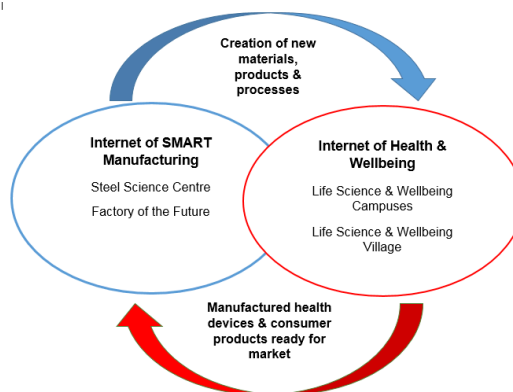 Creation of new
materials,
products &
processes
Internet of SMART
Manufacturing
Steel Science Centre
Factory of the Future
Internet of Health &
Wellbeing
Life Science & Wellbeing
Campuses
Life Science & Wellbeing
Village
Manufactured health
devices & consumer
products ready for
market